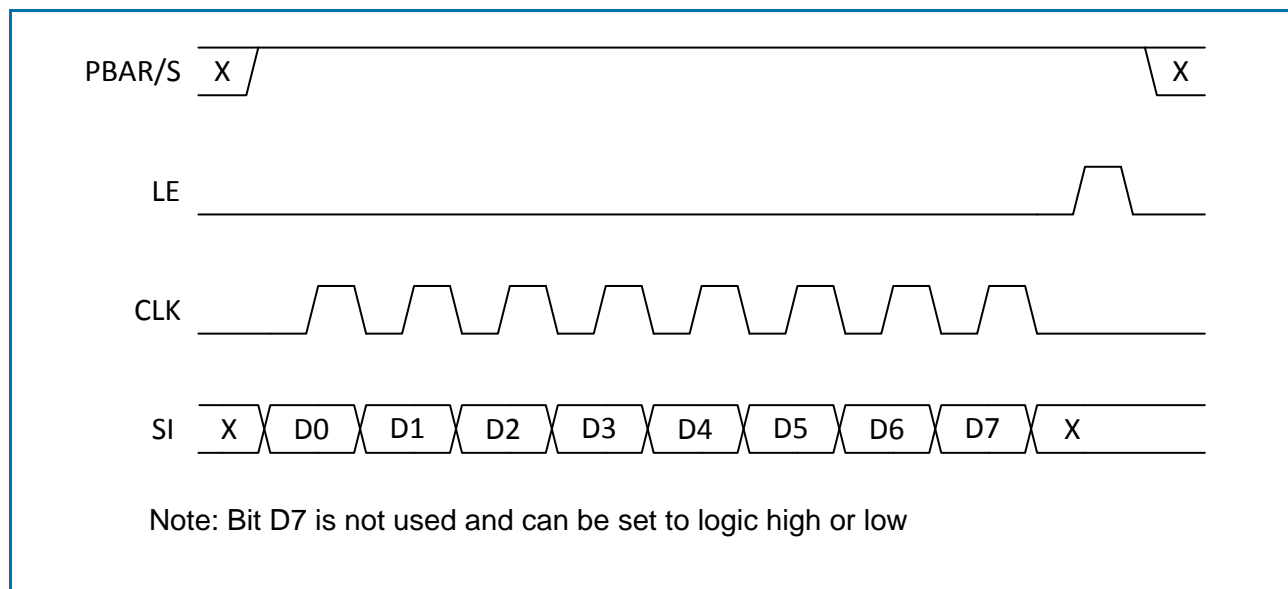 PBAR/S X X
LE
CLK
SI X D0 D1 D2 D3 D4 D5 D6 D7 X
Note: Bit D7 is not used and can be set to logic high or low